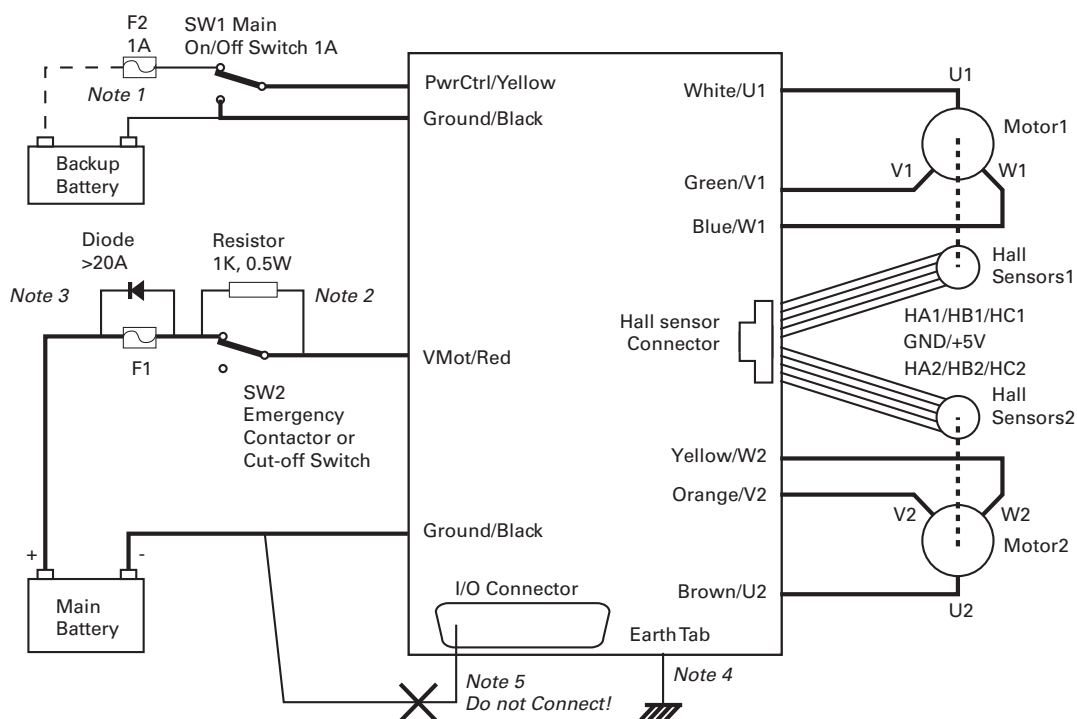 F2
1A
SW1 Main
On/Off Switch 1A
Note 1
Backup
Battery
PwrCtrl/Yellow
Ground/Black
Diode
>20A
Resistor
1K, 0.5W
Note 3
Note 2
F1
VMot/Red
SW2
Emergency
Contactor or
Cut-off Switch
+
-
Main
Battery
Ground/Black
I/O Connector
Note 5
Do not Connect!
Earth Tab
Note 4
White/U1
Green/V1
Blue/W1
Hall sensor
Connector
Yellow/W2
Orange/V2
Brown/U2
U1
Motor1
V1
W1
Hall
Sensors1
HA1/HB1/HC1
GND/+5V
HA2/HB2/HC2
Hall
Sensors2
V2
W2
Motor2
U2